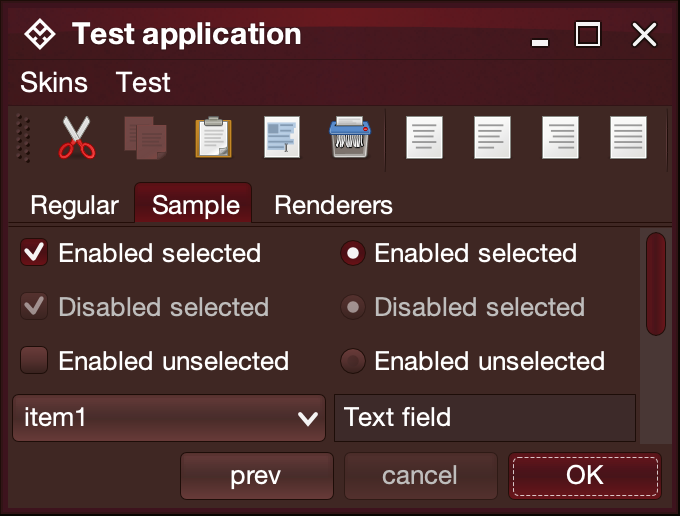 Test application
Skins Test
Regular Sample Renderers
Enabled selected Enabled selected
Disabled selected Disabled selected
Enabled unselected Enabled unselected
item1 Text field
prev cancel OK